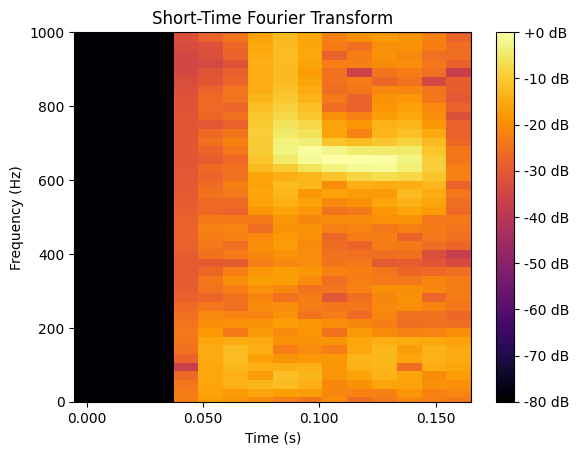 Short-Time Fourier Transform
1000
800
600
400
200
0
Frequency (Hz)
0.000
0.050
0.100
0.150
Time (s)
+0 dB
-10 dB
-20 dB
-30 dB
-40 dB
-50 dB
-60 dB
-70 dB
-80 dB